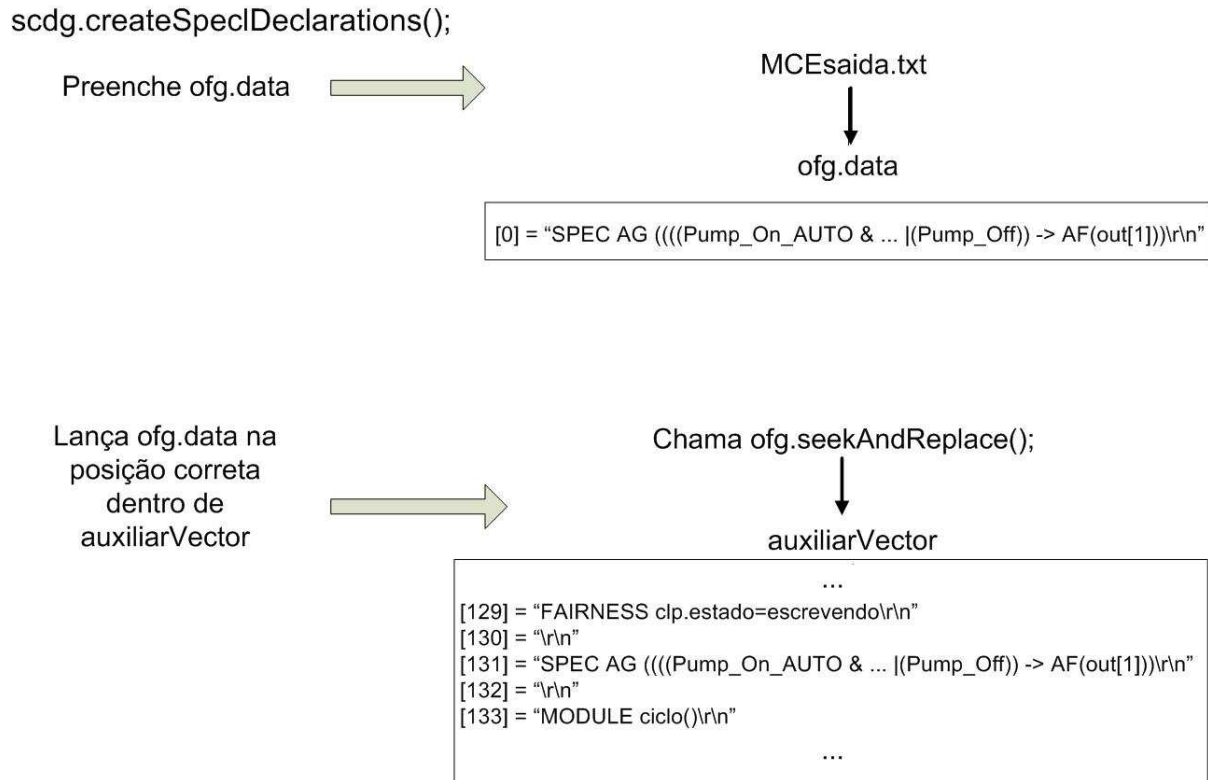 scdg.createSpeclDeclarations();
Preenche ofg.data
MCEsaida.txt
ofg.data
[0] = “SPEC AG ((((Pump_On_AUTO & ... |(Pump_Off)) -> AF(out[1]))\r\n”
Lança ofg.data na
posição correta
dentro de
auxiliarVector
Chama ofg.seekAndReplace();
auxiliarVector
...
[129] = “FAIRNESS clp.estado=escrevendo\r\n”
[130] = “\r\n”
[131] = “SPEC AG ((((Pump_On_AUTO & ... |(Pump_Off)) -> AF(out[1]))\r\n”
[132] = “\r\n”
[133] = “MODULE ciclo()\r\n”
...